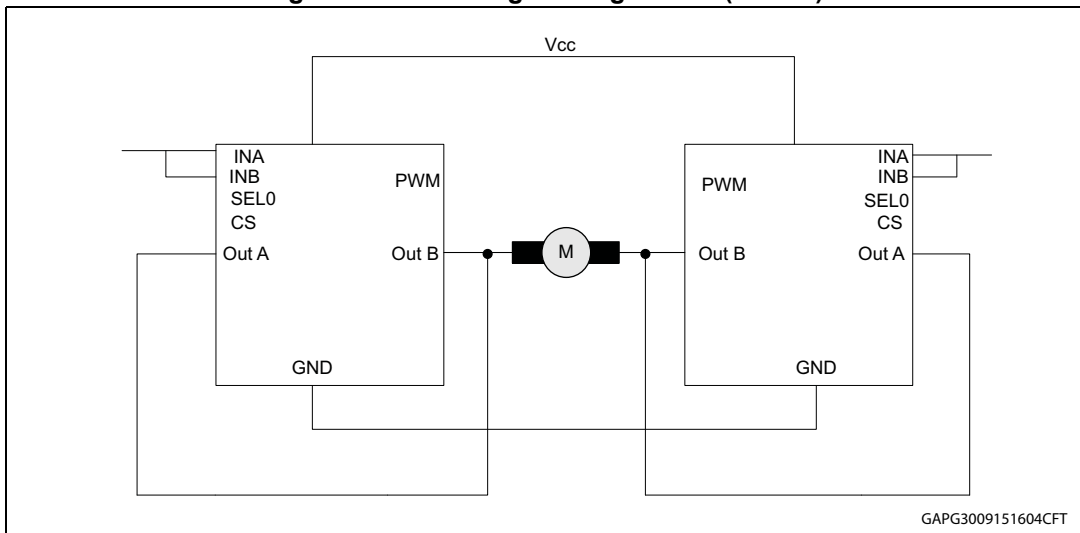 Vcc
INA
INB
SEL0
CS
PWM
Out A
Out B
GND
M
INA
INB
SEL0
CS
PWM
Out B
Out A
GND
GAPG3009151604CFT